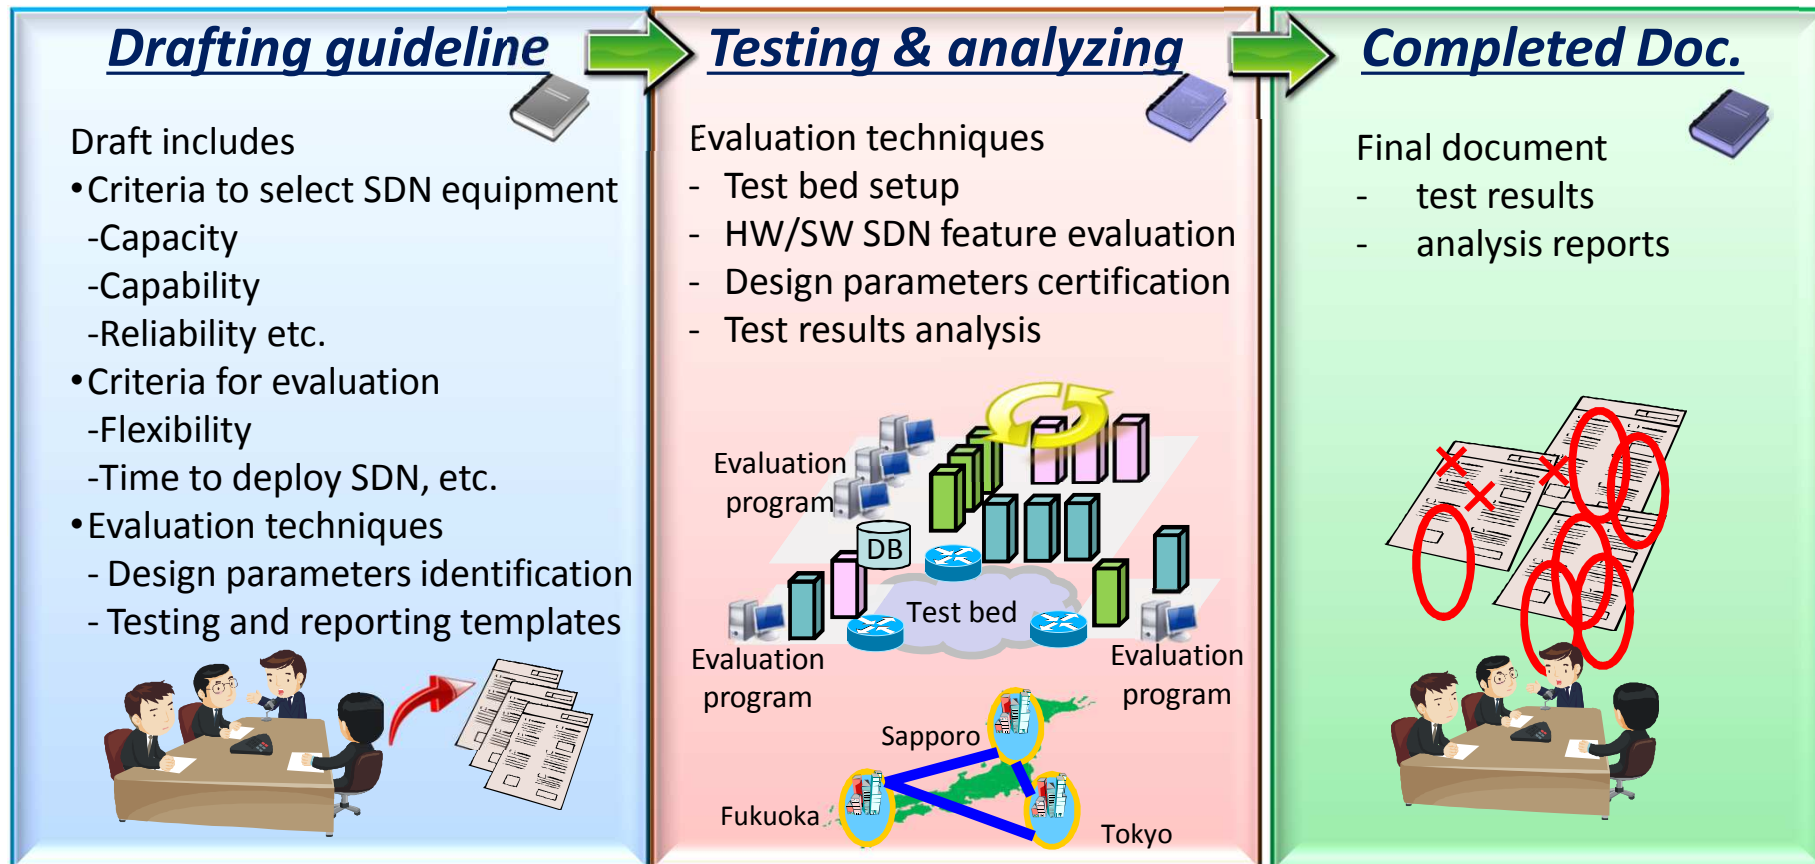 Drafting guideline
Draft includes
•Criteria to select SDN equipment
-Capacity
-Capability
-Reliability etc.
•Criteria for evaluation
-Flexibility
-Time to deploy SDN, etc.
•Evaluation techniques
- Design parameters identification
- Testing and reporting templates
Testing & analyzing
Evaluation techniques
- Test bed setup
- HW/SW SDN feature evaluation
- Design parameters certification
- Test results analysis
Evaluation
program
DB
Test bed
Evaluation
program
Evaluation
program
Sapporo
Fukuoka
Tokyo
Completed Doc.
Final document
- test results
- analysis reports